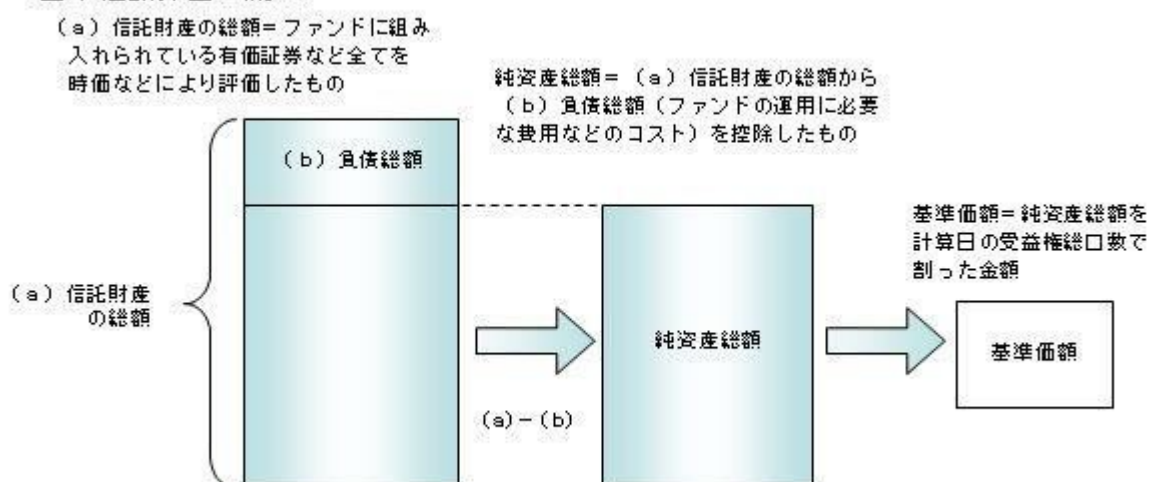 （a）信託財産の総額＝ファンドに組み
入れられている有価証券など全てを
時価などにより評価したもの
純資産総額＝（a）信託財産の総額から
（b）負債総額（ファンドの運用に必要
な費用などのコスト）を控除したもの
（b）負債総額
基準価額＝純資産総額を
計算日の受益権総口数で
割った金額
（a）信託財産
の総額
純資産総額
基準価額
（a）－（b）